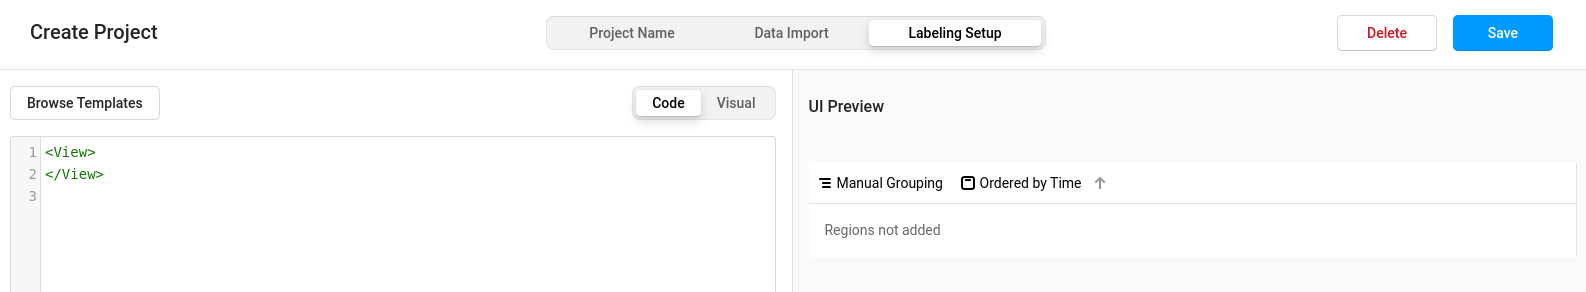 Create Project
Project Name Data Import Labeling Setup
Delete Save
Browse Templates
Code Visual
1 <View>
2 </View>
3
UI Preview
Manual Grouping Ordered by Time
Regions not added